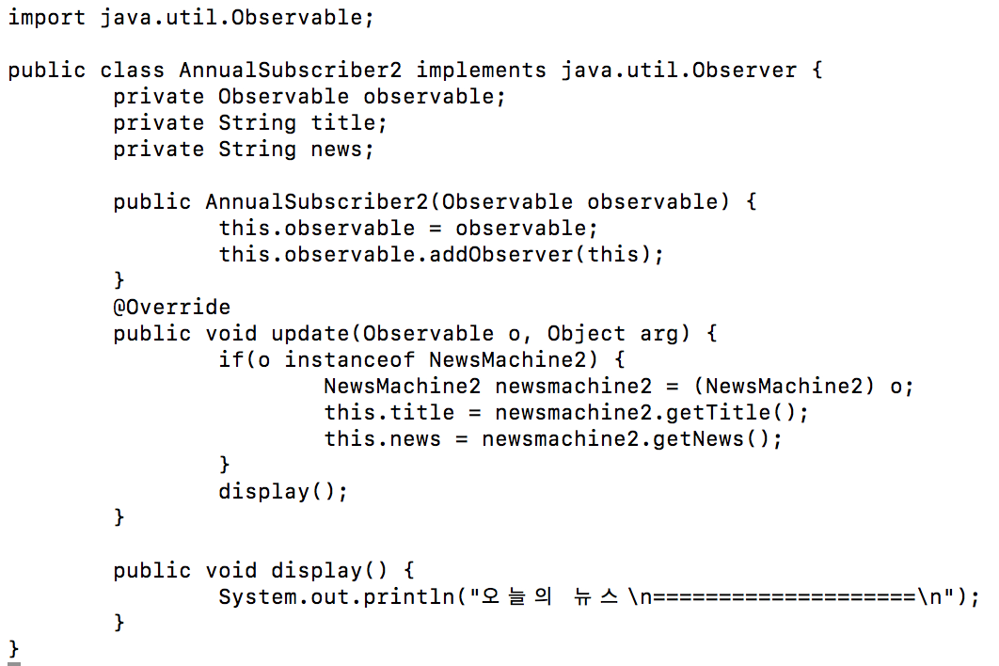 import java.util.Observable;

public class AnnualSubscriber2 implements java.util.Observer {
        private Observable observable;
        private String title;
        private String news;

        public AnnualSubscriber2(Observable observable) {
                this.observable = observable;
                this.observable.addObserver(this);
        }
        @Override
        public void update(Observable o, Object arg) {
                if(o instanceof NewsMachine2) {
                        NewsMachine2 newsmachine2 = (NewsMachine2) o;
                        this.title = newsmachine2.getTitle();
                        this.news = newsmachine2.getNews();
                }
                display();
        }

        public void display() {
                System.out.println("오늘의 뉴스\n====================\n");
        }
}